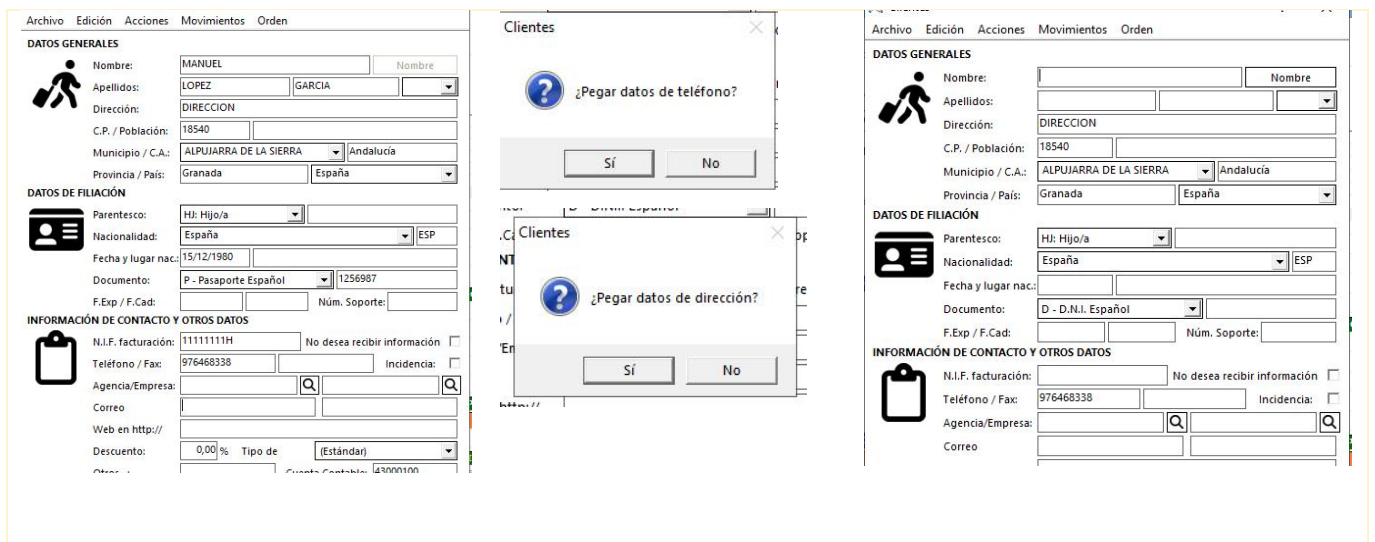 Archivo Edición Acciones Movimientos Orden
DATOS GENERALES
Nombre: MANUEL Nombre
Apellidos: LOPEZ GARCIA
Dirección: DIRECCION
C.P. / Población: 18540
Municipio / C.A.: ALPUJARRA DE LA SIERRA Andalucía
Provincia / País: Granada España
DATOS DE FILIACIÓN
Parentesco: HJ: Hijo/a
Nacionalidad: España ESP
Fecha y lugar nac.: 15/12/1980
Documento: P - Pasaporte Español 1256987
F.Exp / F.Cad: Núm. Soporte:
INFORMACIÓN DE CONTACTO Y OTROS DATOS
N.I.F. facturación: 11111111H No desea recibir información
Teléfono / Fax: 976468338 Incidencia:
Agencia/Empresa:
Correo
Web en http://
Descuento: 0,00 % Tipo de (Estándar)
Cuenta Contable: 43000100
Clientes
¿Pegar datos de teléfono?
Sí No
Clientes
¿Pegar datos de dirección?
Sí No
Archivo Edición Acciones Movimientos Orden
DATOS GENERALES
Nombre: Nombre
Apellidos:
Dirección: DIRECCION
C.P. / Población: 18540
Municipio / C.A.: ALPUJARRA DE LA SIERRA Andalucía
Provincia / País: Granada España
DATOS DE FILIACIÓN
Parentesco: HJ: Hijo/a
Nacionalidad: España ESP
Fecha y lugar nac.:
Documento: D - D.N.I. Español
F.Exp / F.Cad: Núm. Soporte:
INFORMACIÓN DE CONTACTO Y OTROS DATOS
N.I.F. facturación: No desea recibir información
Teléfono / Fax: 976468338 Incidencia:
Agencia/Empresa:
Correo